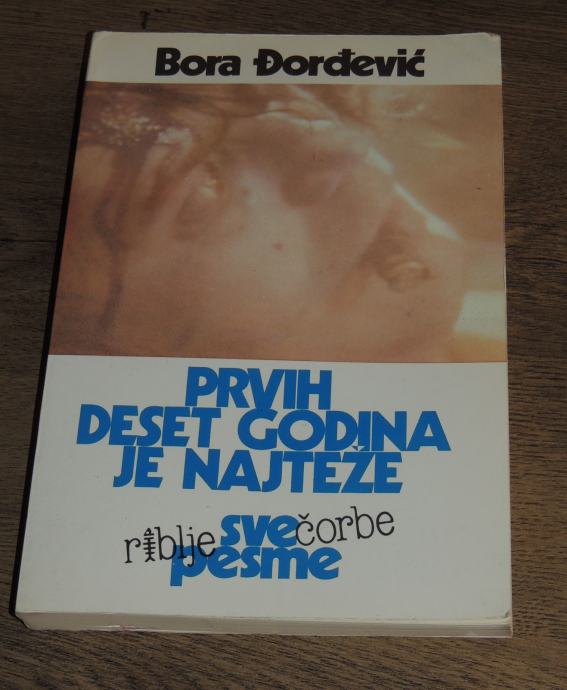 Bora Đorđević
PRVIH
DESET GODINA
JE NAJTEŽE
riblje sve čorbe
pesme